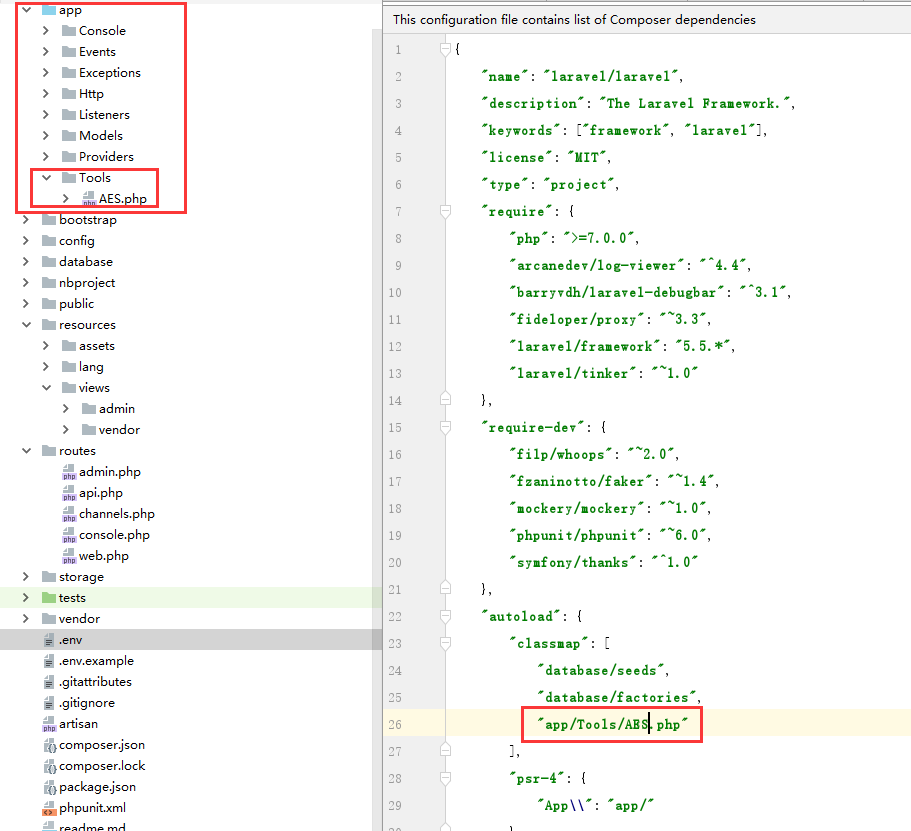 app
Console
Events
Exceptions
Http
Listeners
Models
Providers
Tools
AES.php
bootstrap
config
database
nbproject
public
resources
assets
lang
views
admin
vendor
routes
admin.php
api.php
channels.php
console.php
web.php
storage
tests
vendor
.env
.env.example
.gitattributes
.gitignore
artisan
composer.json
composer.lock
package.json
phpunit.xml
readme.md
This configuration file contains list of Composer dependencies
1 {
2 "name": "laravel/laravel",
3 "description": "The Laravel Framework.",
4 "keywords": ["framework", "laravel"],
5 "license": "MIT",
6 "type": "project",
7 "require": {
8 "php": ">=7.0.0",
9 "arcanedev/log-viewer": "^4.4",
10 "barryvdh/laravel-debugbar": "^3.1",
11 "fideloper/proxy": "~3.3",
12 "laravel/framework": "5.5.*",
13 "laravel/tinker": "~1.0"
14 },
15 "require-dev": {
16 "filp/whoops": "~2.0",
17 "fzaninotto/faker": "~1.4",
18 "mockery/mockery": "~1.0",
19 "phpunit/phpunit": "~6.0",
20 "symfony/thanks": "^1.0"
21 },
22 "autoload": {
23 "classmap": [
24 "database/seeds",
25 "database/factories",
26 "app/Tools/AES.php"
27 ],
28 "psr-4": {
29 "App\\": "app/"